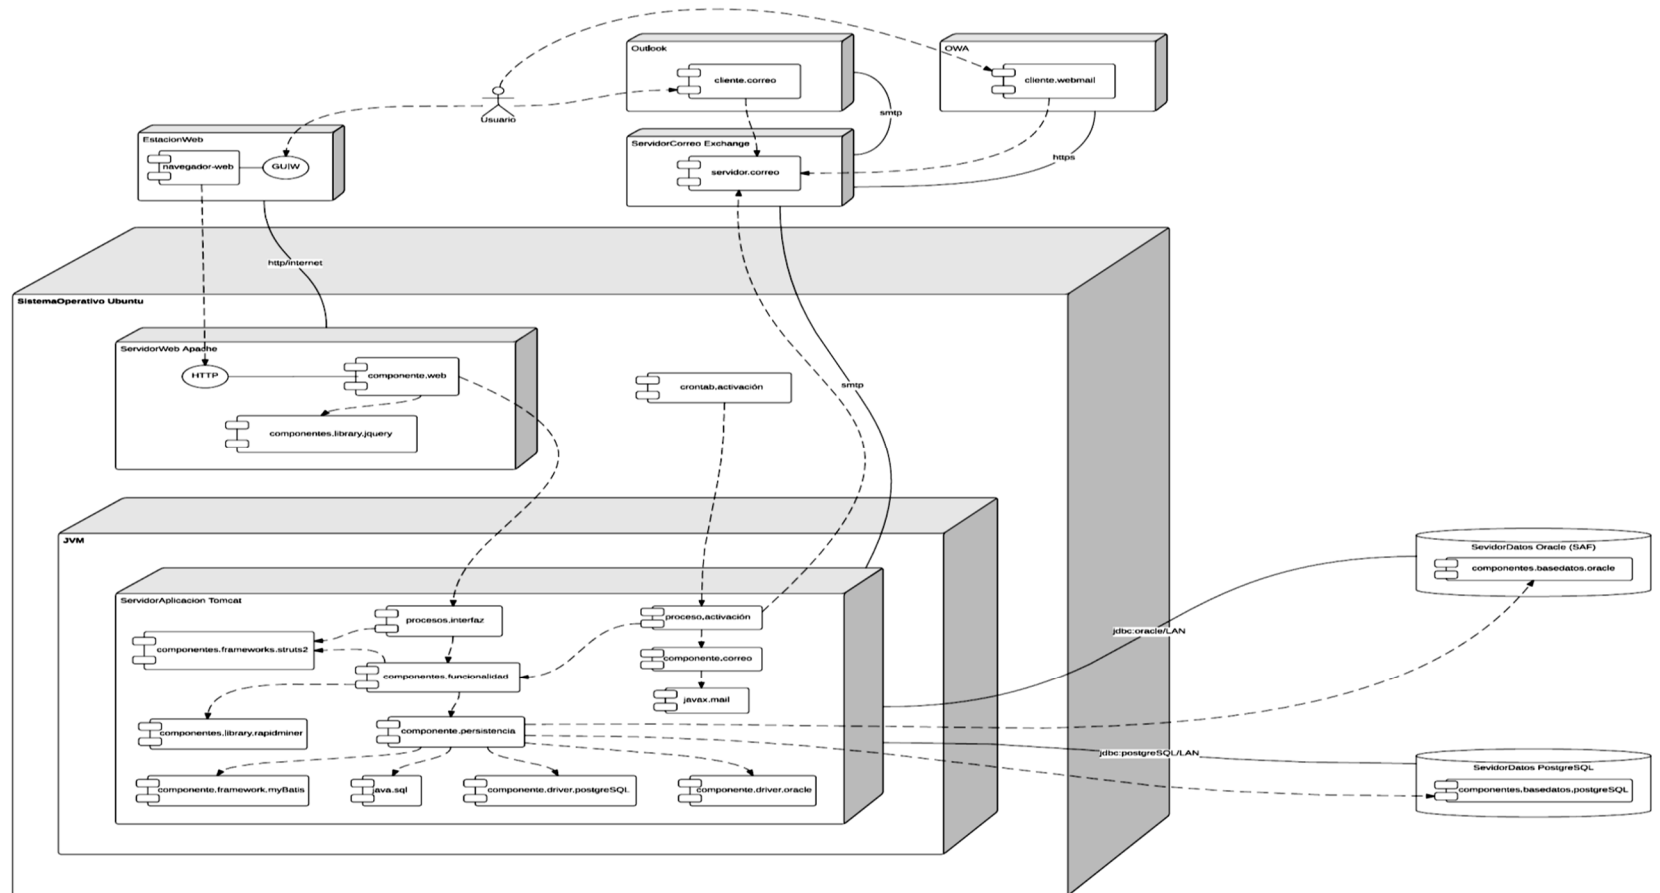 Outlook
cliente.correo
OWA
cliente.webmail
Usuario
smtp
EstacionWeb
navegador-web
GUIW
ServidorCorreo Exchange
servidor.correo
https
http/internet
SistemaOperativo Ubuntu
ServidorWeb Apache
HTTP
componente.web
componentes.library.jquery
crontab.activación
smtp
JVM
ServidorAplicacion Tomcat
procesos.interfaz
proceso.activación
componentes.frameworks.struts2
componente.correo
componentes.funcionalidad
javax.mail
componentes.library.rapidminer
componente.persistencia
componente.framework.myBatis
java.sql
componente.driver.postgreSQL
componente.driver.oracle
SevidorDatos Oracle (SAF)
componentes.basedatos.oracle
jdbc:oracle/LAN
jdbc:postgreSQL/LAN
SevidorDatos PostgreSQL
componentes.basedatos.postgreSQL